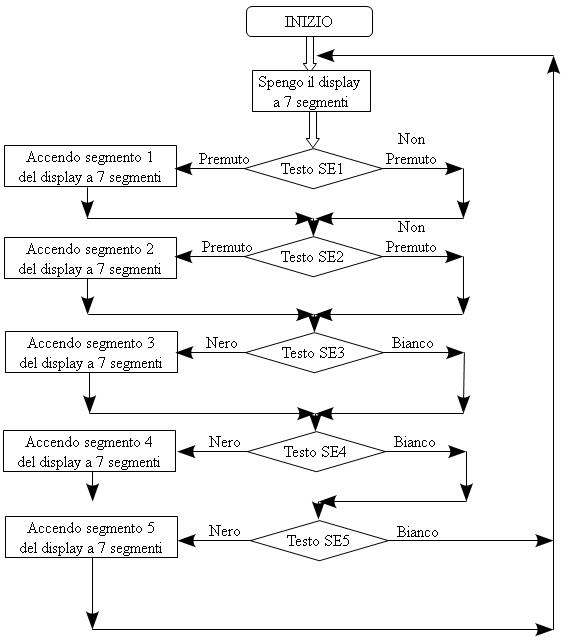 INIZIO
Spengo il display
a 7 segmenti
Non
Accendo segmento 1
del display a 7 segmenti
Premuto
Testo SE1
Premuto
Non
Accendo segmento 2
del display a 7 segmenti
Premuto
Testo SE2
Premuto
Accendo segmento 3
del display a 7 segmenti
Nero
Testo SE3
Bianco
Accendo segmento 4
del display a 7 segmenti
Nero
Testo SE4
Bianco
Accendo segmento 5
del display a 7 segmenti
Nero
Testo SE5
Bianco